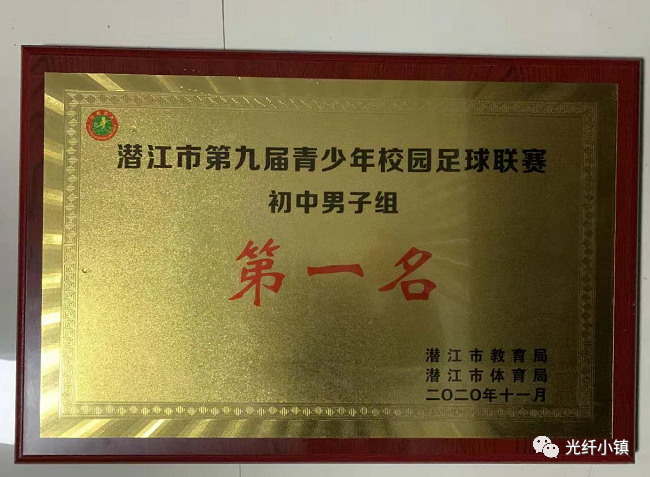 潜江市第九届青少年校园足球联赛
初中男子组
第一名
潜江市教育局
潜江市体育局
二〇二〇年十一月
光纤小镇